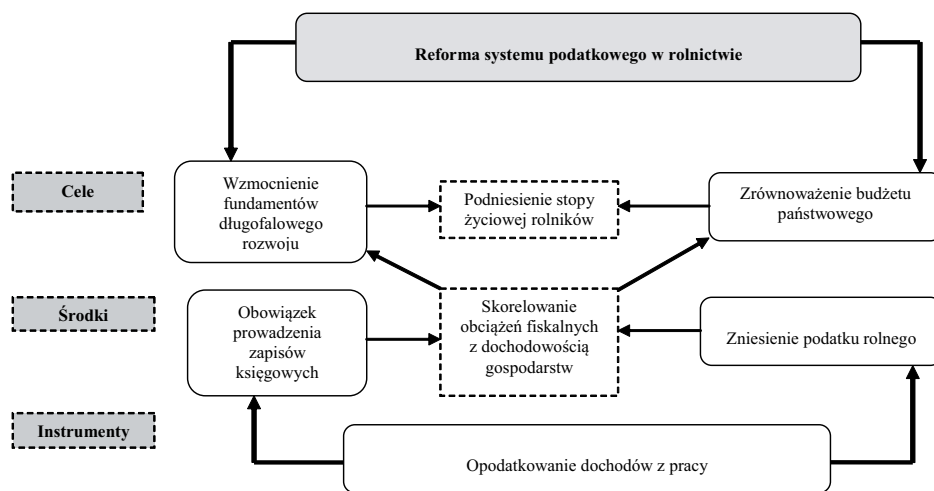 Reforma systemu podatkowego w rolnictwie
Cele
Wzmocnienie
fundamentów
długofalowego
rozwoju
Podniesienie stopy
życiowej rolników
Zrównoważenie budżetu
państwowego
Środki
Obowiązek
prowadzenia
zapisów
księgowych
Skorelowanie
obciążeń fiskalnych
z dochodowością
gospodarstw
Zniesienie podatku rolnego
Instrumenty
Opodatkowanie dochodów z pracy